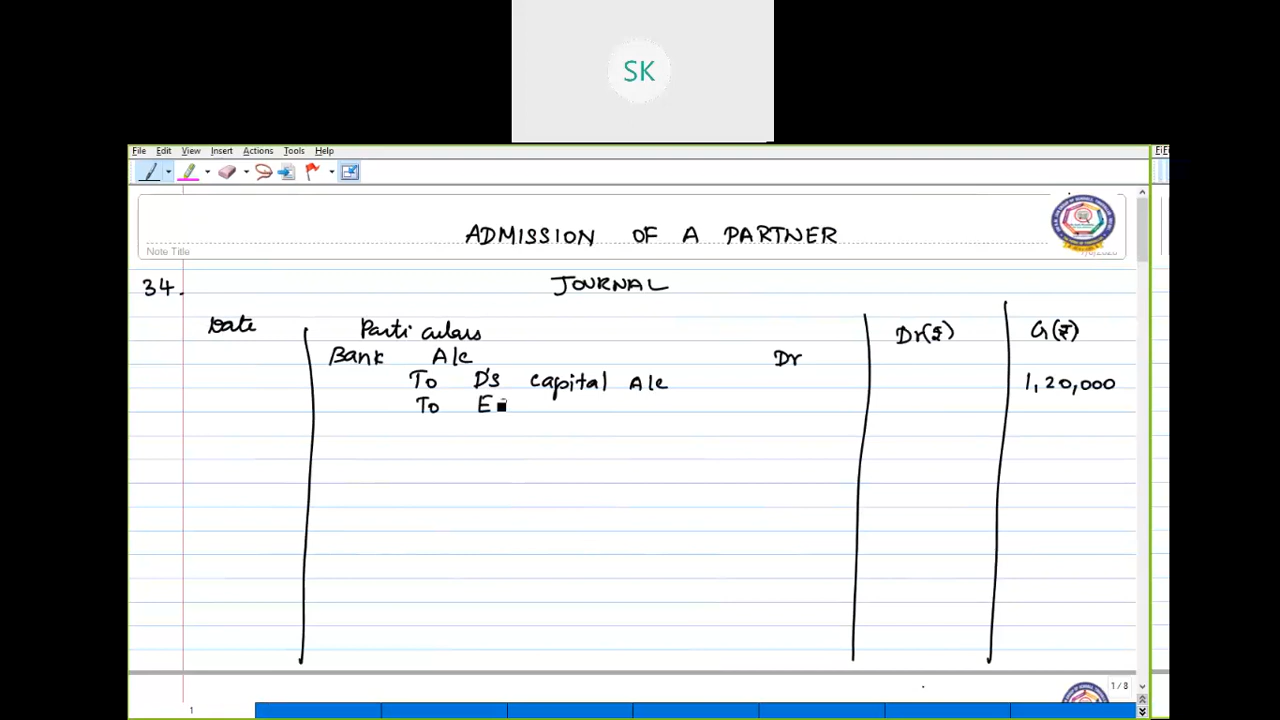 SK
File Edit View Insert Actions Tools Help
ADMISSION OF A PARTNER
Note Title
34. JOURNAL
Date Particulars Dr(₹) Cr(₹)
Bank A/c Dr
To D's capital A/c 1,20,000
To E
1/8
1